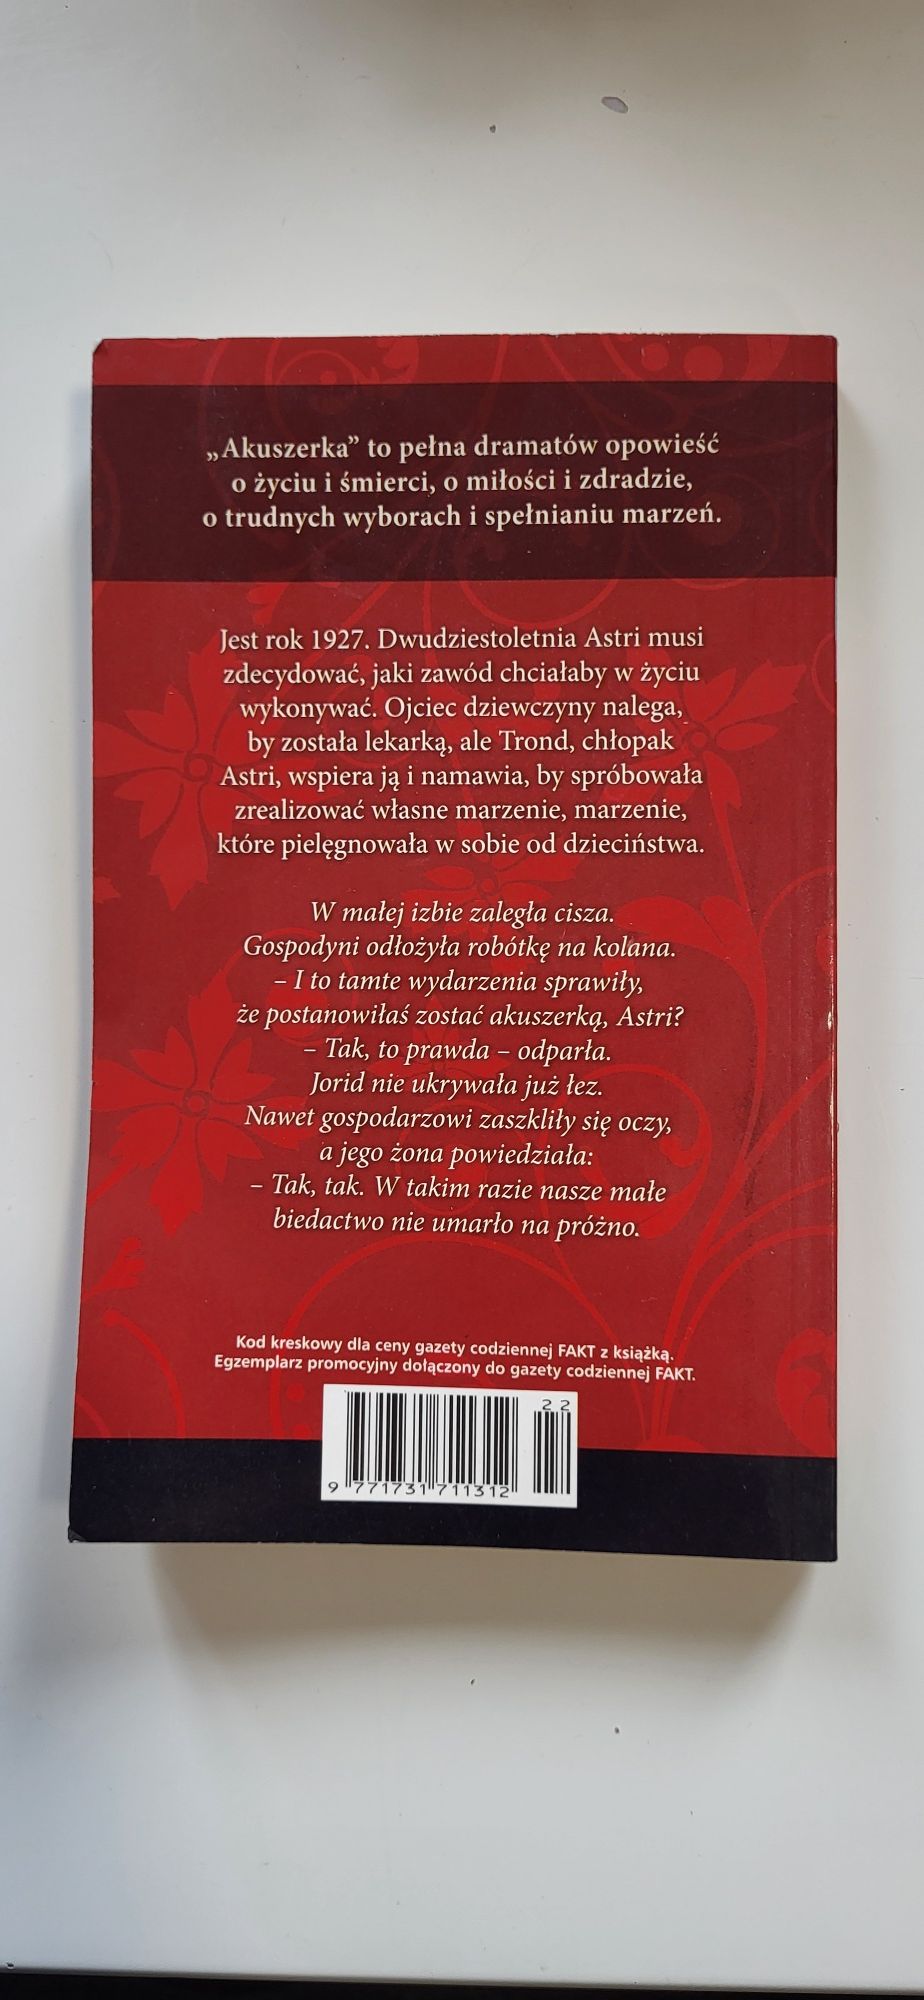 „Akuszerka” to pełna dramatów opowieść
o życiu i śmierci, o miłości i zdradzie,
o trudnych wyborach i spełnianiu marzeń.
Jest rok 1927. Dwudziestoletnia Astri musi
zdecydować, jaki zawód chciałaby w życiu
wykonywać. Ojciec dziewczyny nalega,
by została lekarką, ale Trond, chłopak
Astri, wspiera ją i namawia, by spróbowała
zrealizować własne marzenie, marzenie,
które pielęgnowała w sobie od dzieciństwa.
W małej izbie zaległa cisza.
Gospodyni odłożyła robótkę na kolana.
– I to tamte wydarzenia sprawiły,
że postanowiłaś zostać akuszerką, Astri?
– Tak, to prawda – odparła.
Jorid nie ukrywała już łez.
Nawet gospodarzowi zaszkliły się oczy,
a jego żona powiedziała:
– Tak, tak. W takim razie nasze małe
biedactwo nie umarło na próżno.
Kod kreskowy dla ceny gazety codziennej FAKT z książką.
Egzemplarz promocyjny dołączony do gazety codziennej FAKT.
22
9 771731 711312